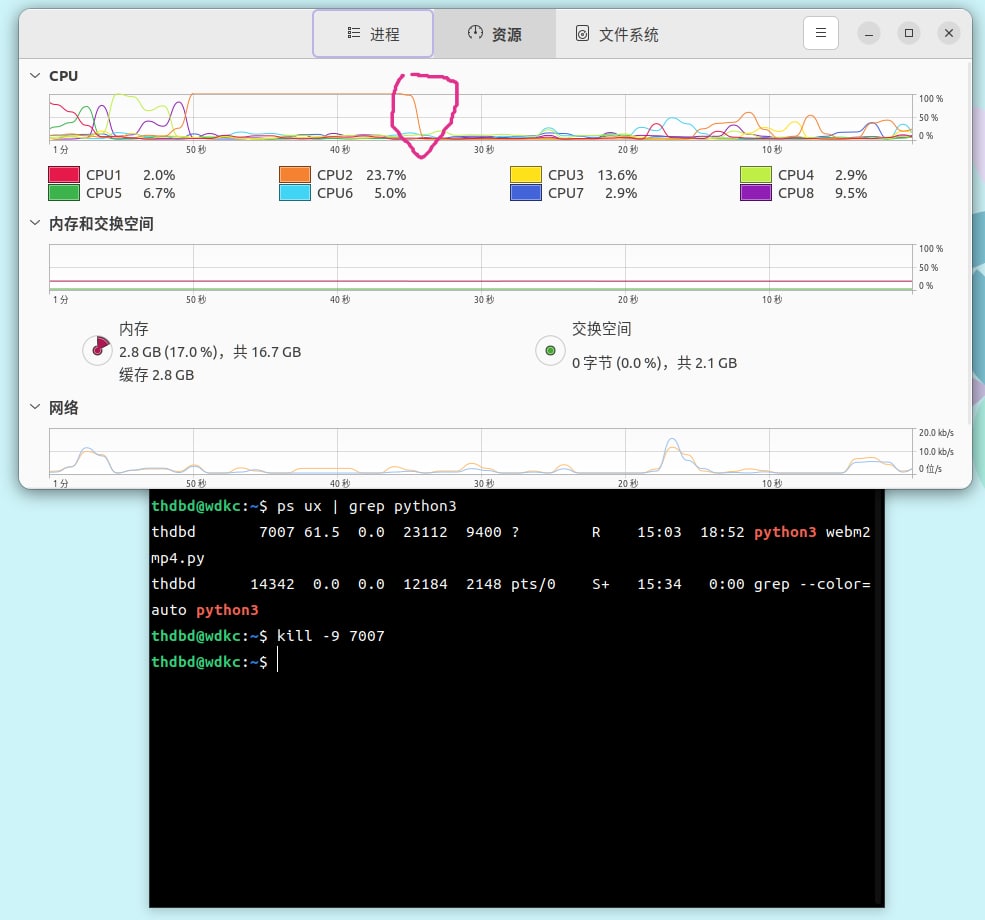 进程 资源 文件系统
CPU
100 %
50 %
0 %
1 分 50 秒 40 秒 30 秒 20 秒 10 秒
CPU1 2.0% CPU2 23.7% CPU3 13.6% CPU4 2.9%
CPU5 6.7% CPU6 5.0% CPU7 2.9% CPU8 9.5%
内存和交换空间
100 %
50 %
0 %
1 分 50 秒 40 秒 30 秒 20 秒 10 秒
内存
2.8 GB (17.0 %)，共 16.7 GB
缓存 2.8 GB
交换空间
0 字节 (0.0 %)，共 2.1 GB
网络
20.0 kb/s
10.0 kb/s
0 位/s
1 分 50 秒 40 秒 30 秒 20 秒 10 秒
thdbd@wdkc:~$ ps ux | grep python3
thdbd 7007 61.5 0.0 23112 9400 ? R 15:03 18:52 python3 webm2
mp4.py
thdbd 14342 0.0 0.0 12184 2148 pts/0 S+ 15:34 0:00 grep --color=
auto python3
thdbd@wdkc:~$ kill -9 7007
thdbd@wdkc:~$